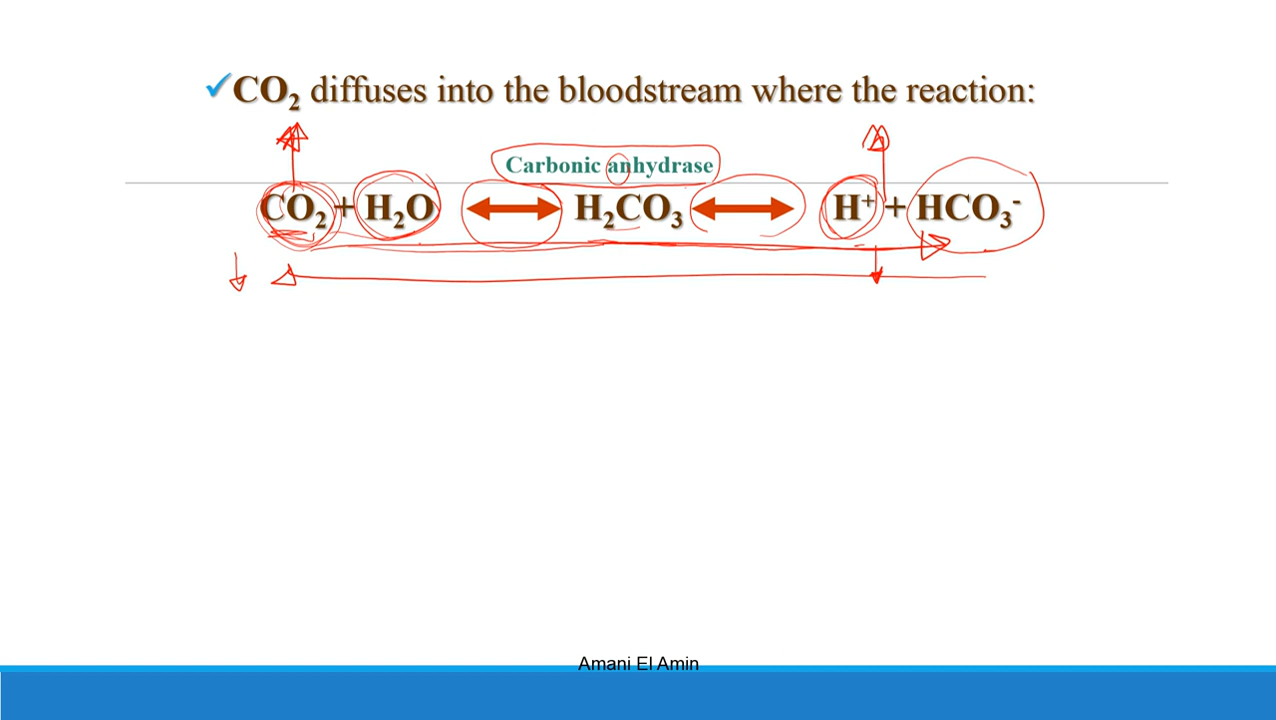 ✓CO₂ diffuses into the bloodstream where the reaction:
Carbonic anhydrase
CO₂ + H₂O ⟷ H₂CO₃ ⟷ H⁺ + HCO₃⁻
Amani El Amin